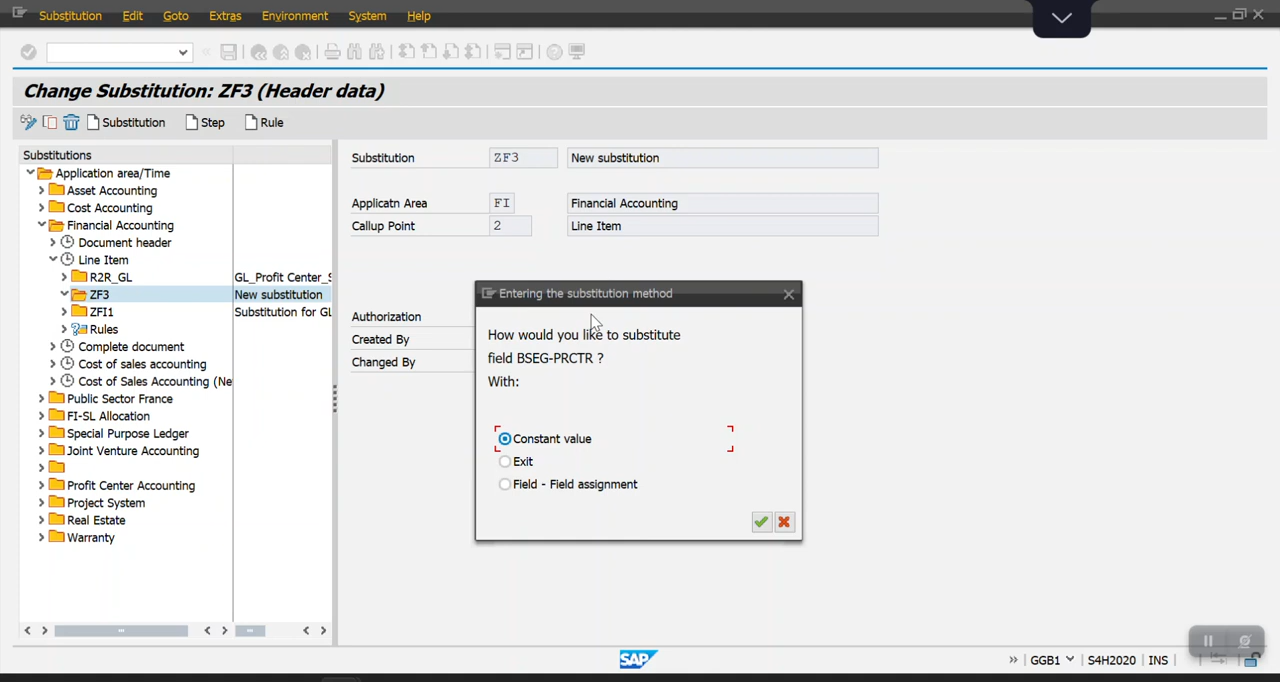 Substitution Edit Goto Extras Environment System Help
Change Substitution: ZF3 (Header data)
Substitution Step Rule
Substitutions
Application area/Time
Asset Accounting
Cost Accounting
Financial Accounting
Document header
Line Item
R2R_GL GL_Profit Center_S
ZF3 New substitution
ZFI1 Substitution for GL
Rules
Complete document
Cost of sales accounting
Cost of Sales Accounting (Ne
Public Sector France
FI-SL Allocation
Special Purpose Ledger
Joint Venture Accounting
Profit Center Accounting
Project System
Real Estate
Warranty
Substitution ZF3 New substitution
Applicatn Area FI Financial Accounting
Callup Point 2 Line Item
Authorization
Created By
Changed By
Entering the substitution method
How would you like to substitute
field BSEG-PRCTR ?
With:
Constant value
Exit
Field - Field assignment
SAP
GGB1 S4H2020 INS